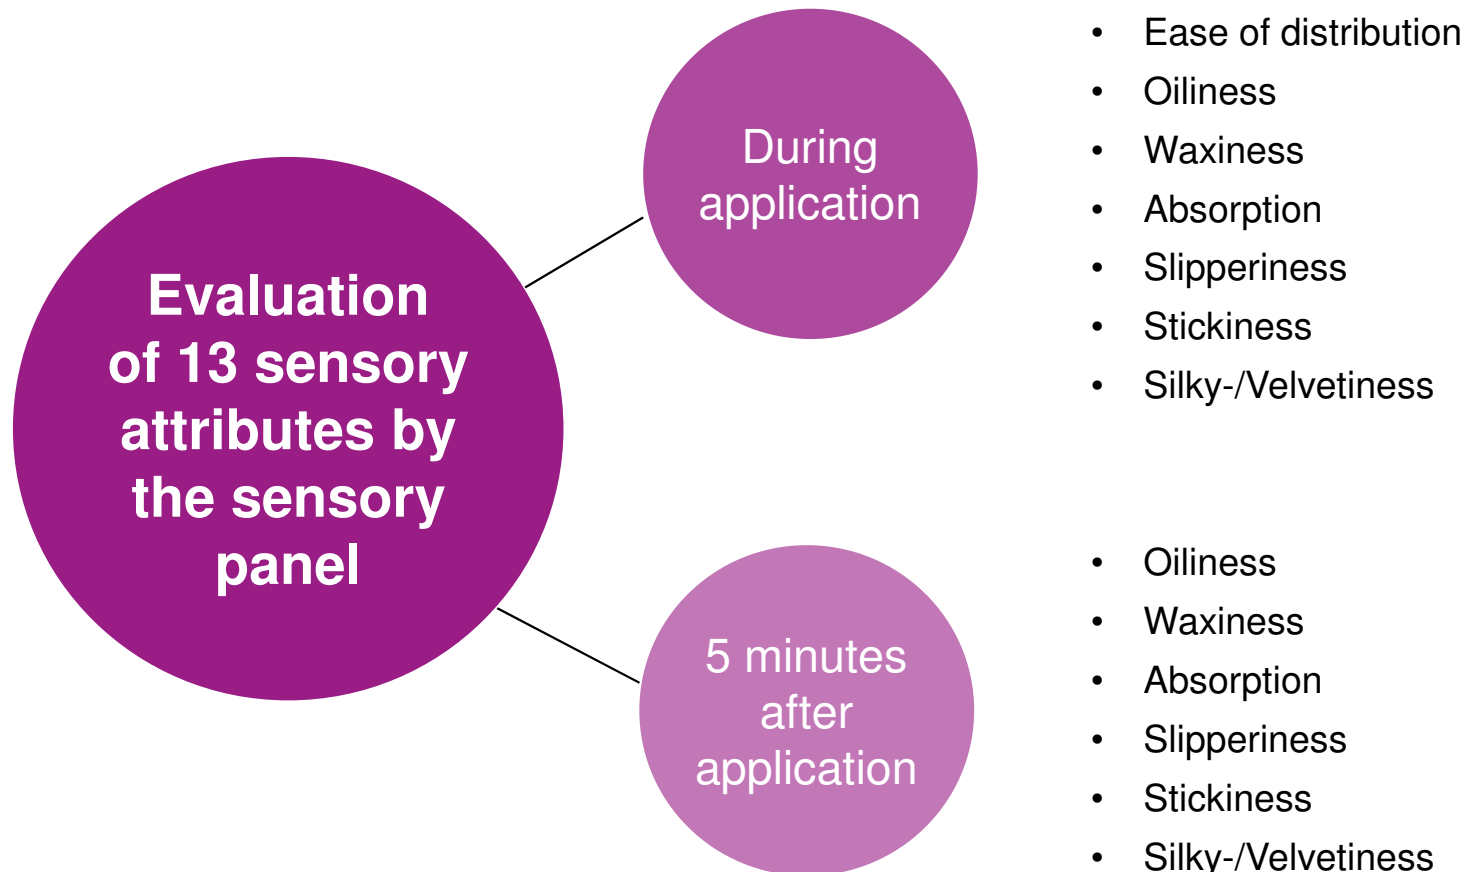 Evaluation
of 13 sensory
attributes by
the sensory
panel
During
application
• Ease of distribution
• Oiliness
• Waxiness
• Absorption
• Slipperiness
• Stickiness
• Silky-/Velvetiness
5 minutes
after
application
• Oiliness
• Waxiness
• Absorption
• Slipperiness
• Stickiness
• Silky-/Velvetiness